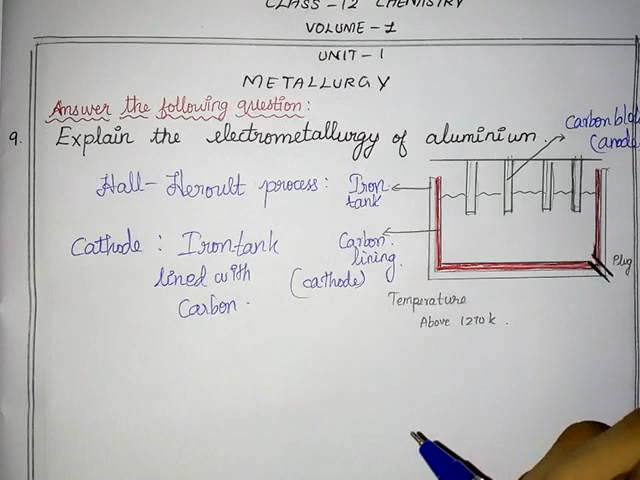 CLASS - 12 CHEMISTRY
VOLUME - 1
UNIT - 1
METALLURGY
Answer the following question:
9. Explain the electrometallurgy of aluminium.
Carbon
(anode
Hall-Heroult process:
Iron
tank
Cathode : Iron tank
lined with
Carbon.
Carbon
lining
(cathode)
Plug
Temperature
Above 1270 K.